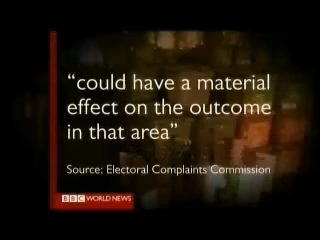 “could have a material
effect on the outcome
in that area”
Source: Electoral Complaints Commission
BBC WORLD NEWS